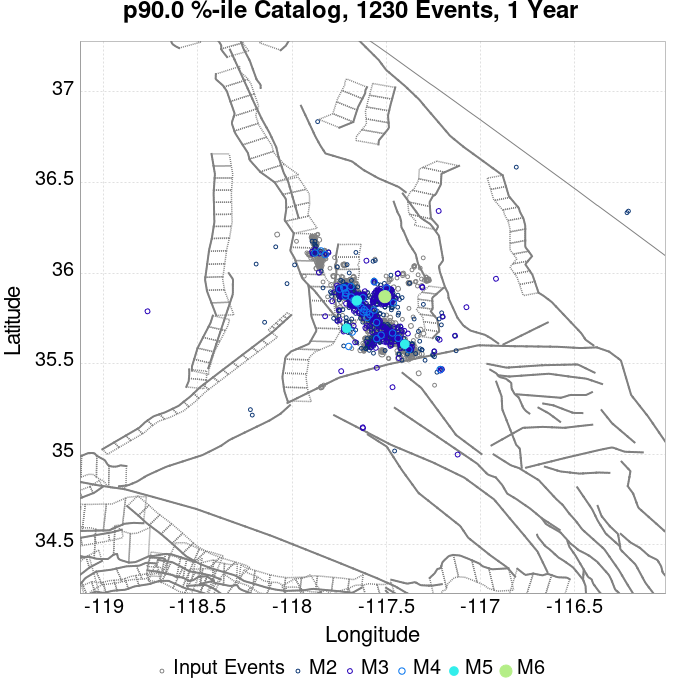 p90.0 %-ile Catalog, 1230 Events, 1 Year
37
36.5
36
35.5
35
34.5
Latitude
-119 -118.5 -118 -117.5 -117 -116.5
Longitude
Input Events M2 M3 M4 M5 M6